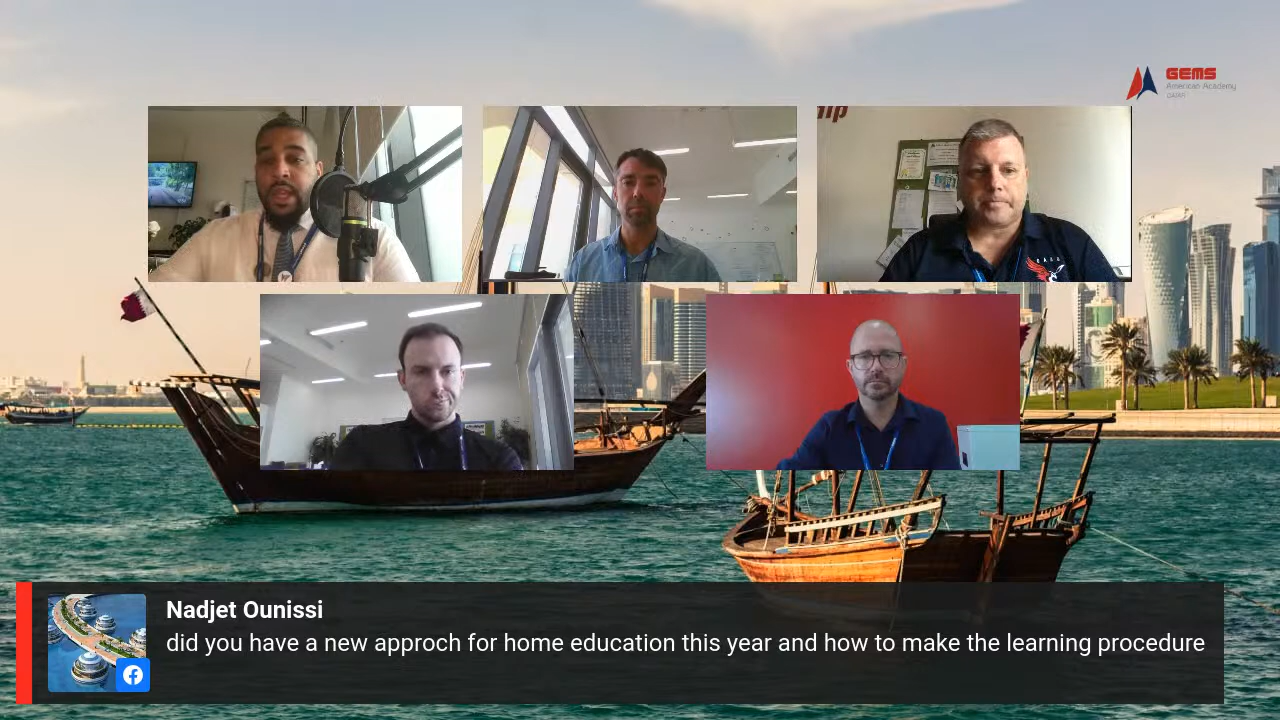 GEMS
American Academy
QATAR
Nadjet Ounissi
did you have a new approch for home education this year and how to make the learning procedure